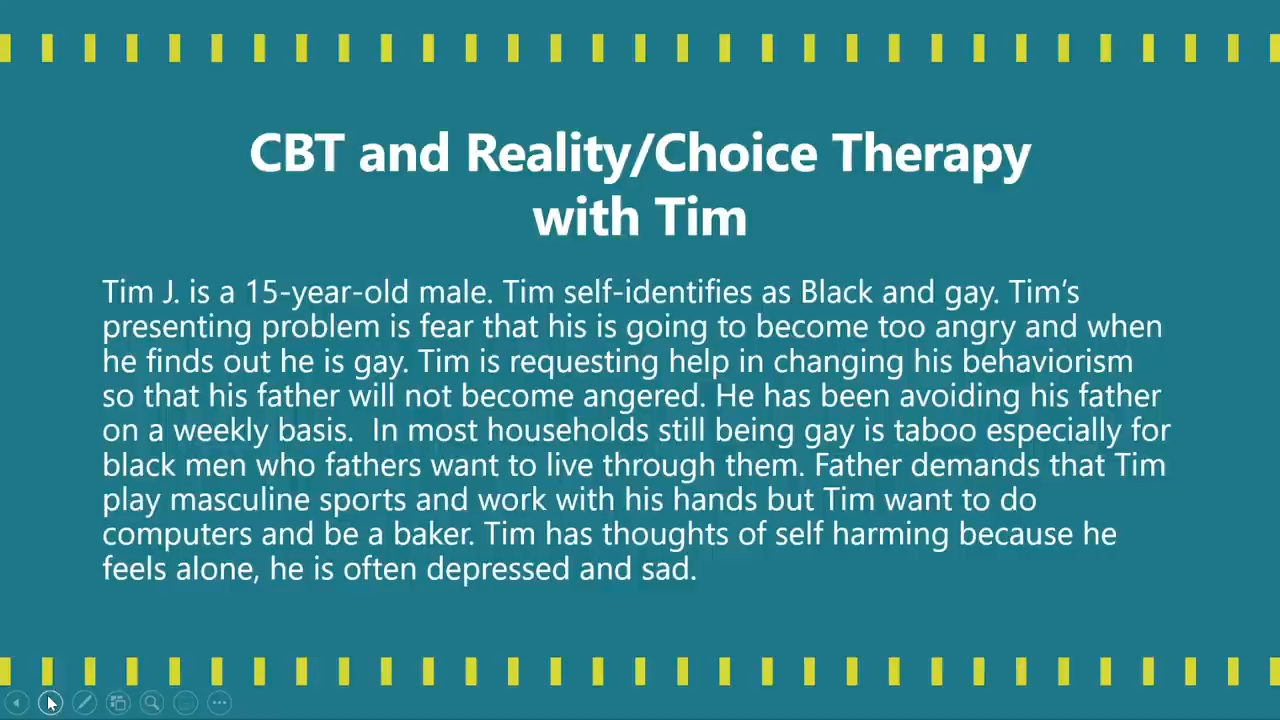 CBT and Reality/Choice Therapy
with Tim
Tim J. is a 15-year-old male. Tim self-identifies as Black and gay. Tim’s
presenting problem is fear that his is going to become too angry and when
he finds out he is gay. Tim is requesting help in changing his behaviorism
so that his father will not become angered. He has been avoiding his father
on a weekly basis.  In most households still being gay is taboo especially for
black men who fathers want to live through them. Father demands that Tim
play masculine sports and work with his hands but Tim want to do
computers and be a baker. Tim has thoughts of self harming because he
feels alone, he is often depressed and sad.